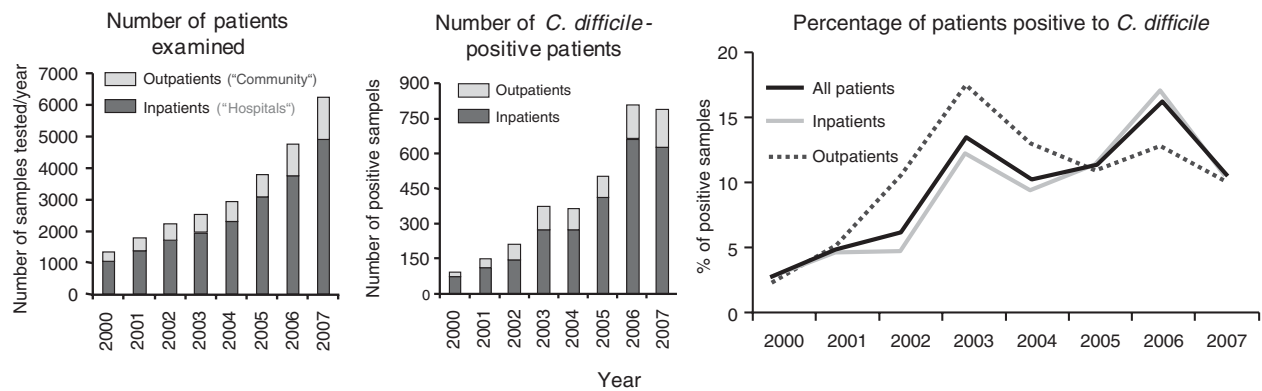 Number of patients
examined
Number of samples tested/year
7000
6000
5000
4000
3000
2000
1000
0
Outpatients (“Community“)
Inpatients (“Hospitals“)
2000
2001
2002
2003
2004
2005
2006
2007
Number of C. difficile-
positive patients
Number of positive sampels
900
750
600
450
300
150
0
Outpatients
Inpatients
2000
2001
2002
2003
2004
2005
2006
2007
Percentage of patients positive to C. difficile
% of positive samples
20
15
10
5
0
All patients
Inpatients
Outpatients
2000 2001 2002 2003 2004 2005 2006 2007
Year